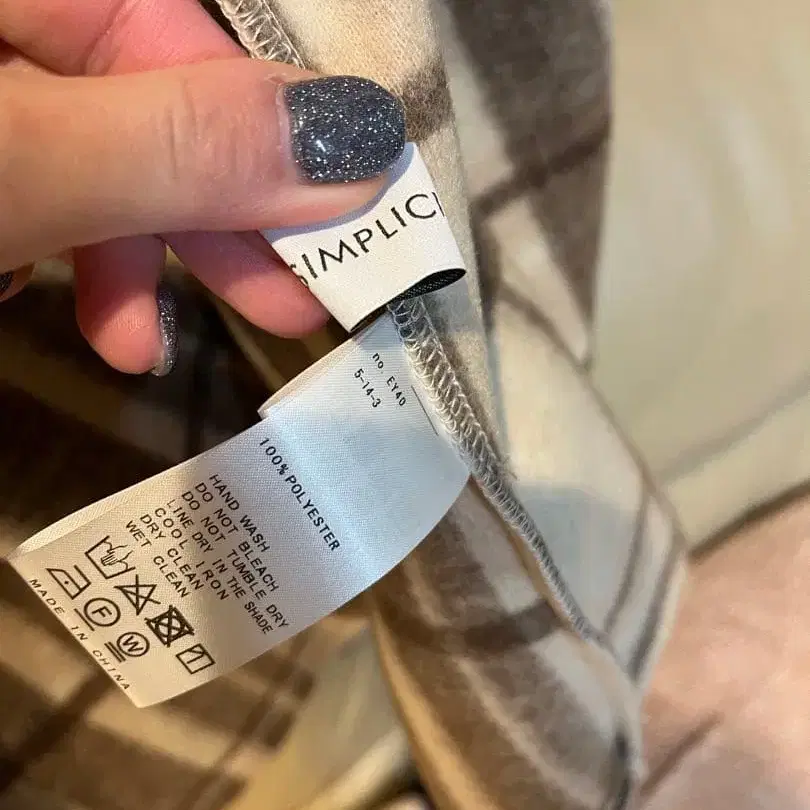 SIMPLICI
no. EY40
5-14-3
100%POLYESTER
HAND WASH
DO NOT BLEACH
DO NOT TUMBLE DRY
LINE DRY IN THE SHADE
COOL IRON
DRY CLEAN
WET CLEAN
F
W
MADE IN CHINA